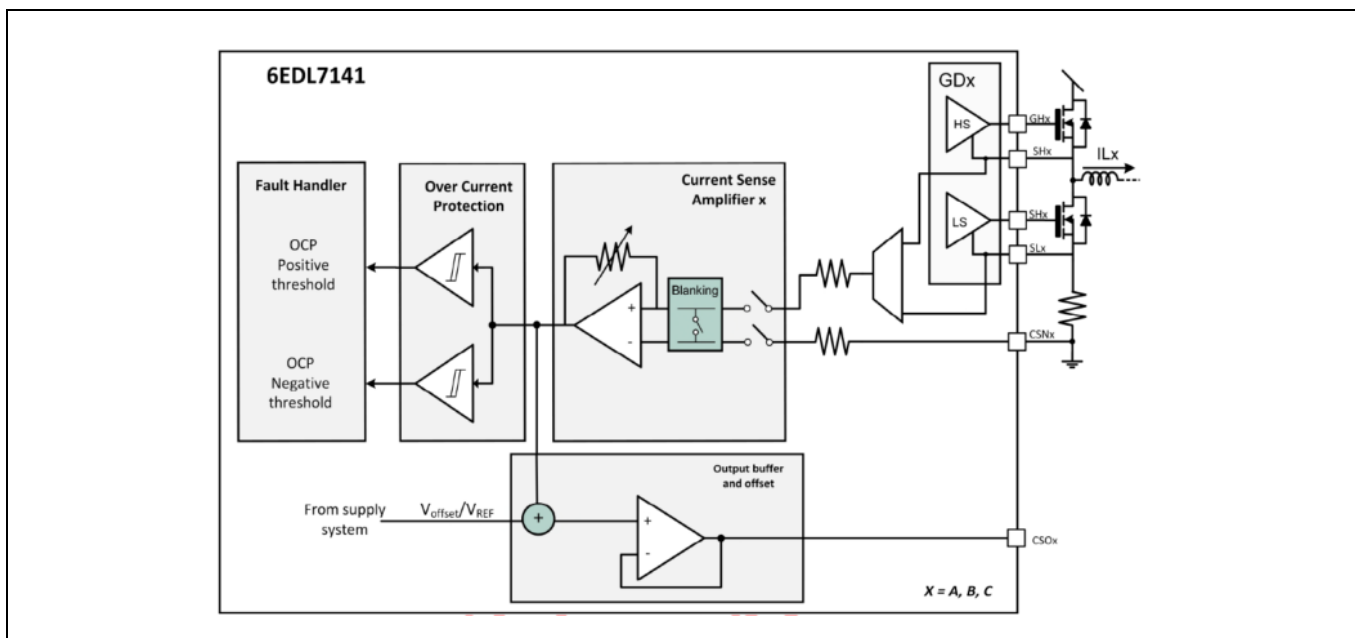 6EDL7141
GDx
HS
GHx
SHx
ILx
LS
SHx
SLx
CSNx
Fault Handler
OCP
Positive
threshold
OCP
Negative
threshold
Over Current
Protection
Current Sense
Amplifier x
+
-
Blanking
Output buffer
and offset
From supply
system
Voffset/VREF
+
+
-
CSOx
X = A, B, C